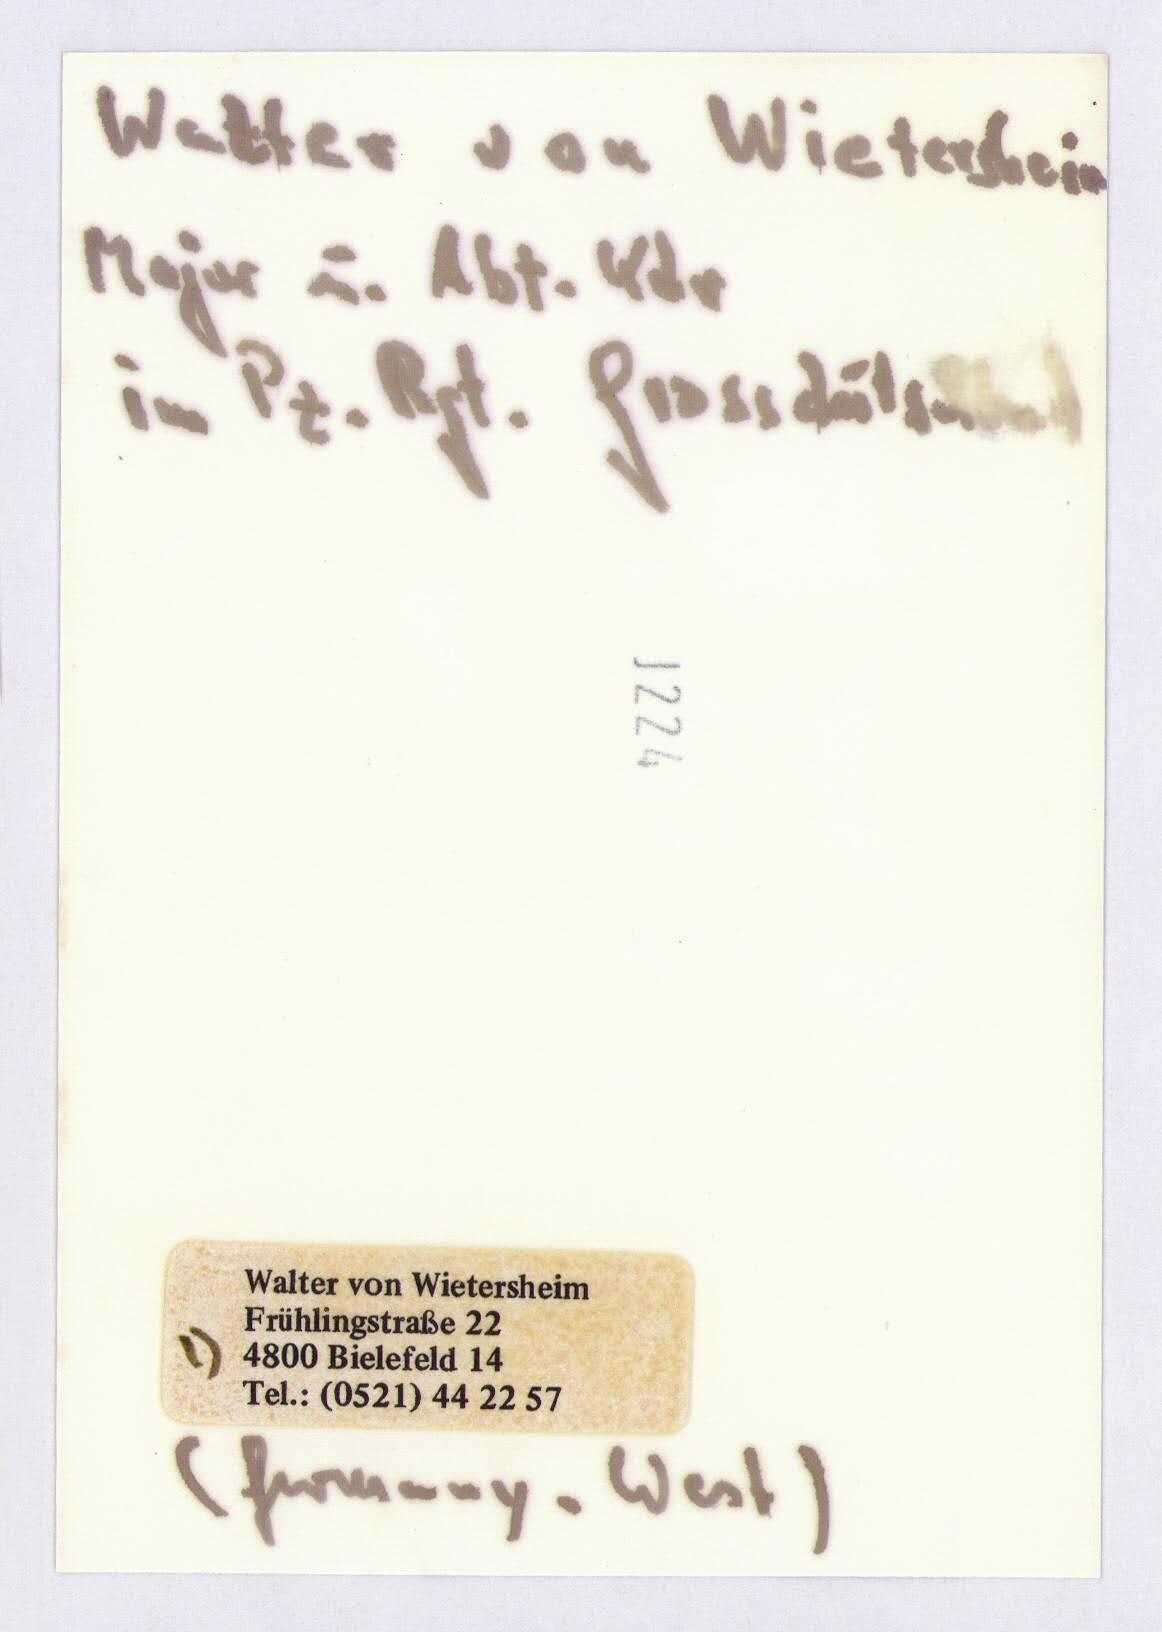 Walter von Wietersheim
Major u. Abt. Kdr
im Pz. Rgt. Grossdeutschland
1224
Walter von Wietersheim
Frühlingstraße 22
1) 4800 Bielefeld 14
Tel.: (0521) 44 22 57
(Germany - West)